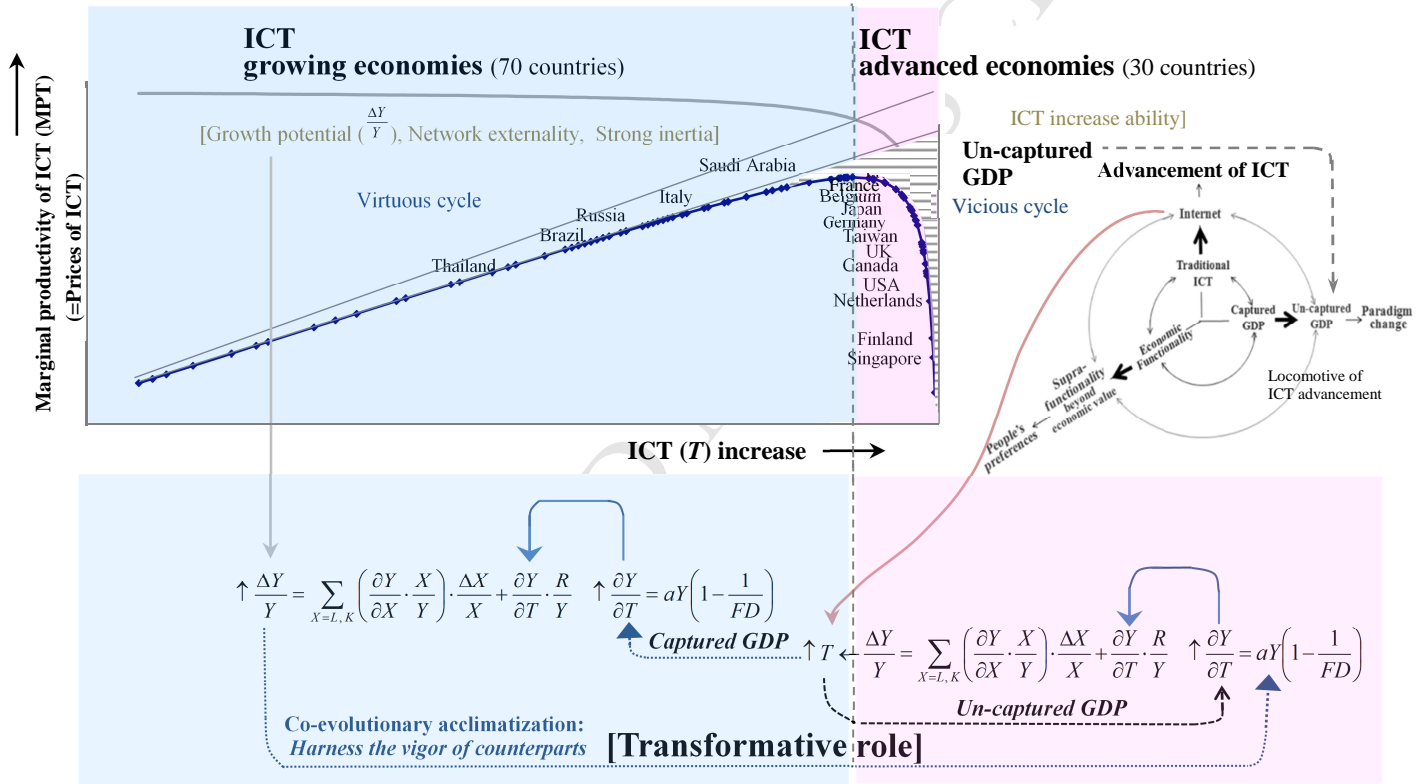 ICT
growing economies (70 countries)
ICT
advanced economies (30 countries)
Marginal productivity of ICT (MPT)
(=Prices of ICT)
[Growth potential (ΔY/Y), Network externality, Strong inertia]
ICT increase ability]
Virtuous cycle
Saudi Arabia
Italy
Russia
Brazil
Thailand
France
Belgium
Japan
Germany
Taiwan
UK
Canada
USA
Netherlands
Finland
Singapore
Un-captured
GDP
Vicious cycle
Advancement of ICT
Internet
Traditional
ICT
Captured
GDP
Un-captured
GDP
Paradigm
change
Economic
Functionality
Supra-
functionality
beyond
economic value
People's
preferences
Locomotive of
ICT advancement
ICT (T) increase
↑ ΔY/Y = ∑X=L,K (∂Y/∂X · X/Y) · ΔX/X + ∂Y/∂T · R/Y ↑ ∂Y/∂T = aY(1 − 1/FD)
Captured GDP
↑ T ← ΔY/Y = ∑X=L,K (∂Y/∂X · X/Y) · ΔX/X + ∂Y/∂T · R/Y ↑ ∂Y/∂T = aY(1 − 1/FD)
Un-captured GDP
Co-evolutionary acclimatization:
Harness the vigor of counterparts
[Transformative role]